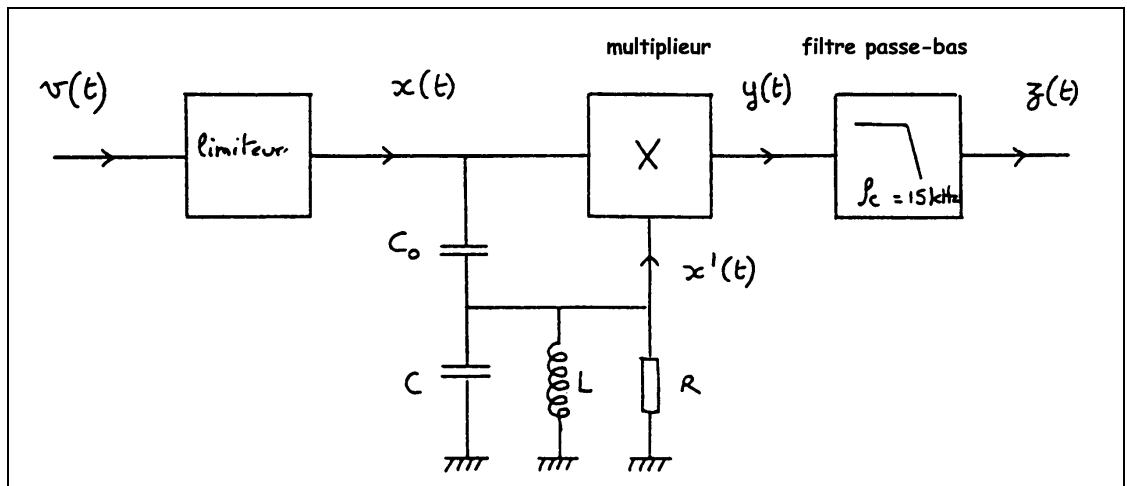 multiplieur
filtre passe-bas
v(t)
x(t)
y(t)
z(t)
limiteur
X
fc = 15kHz
C₀
x'(t)
C
L
R